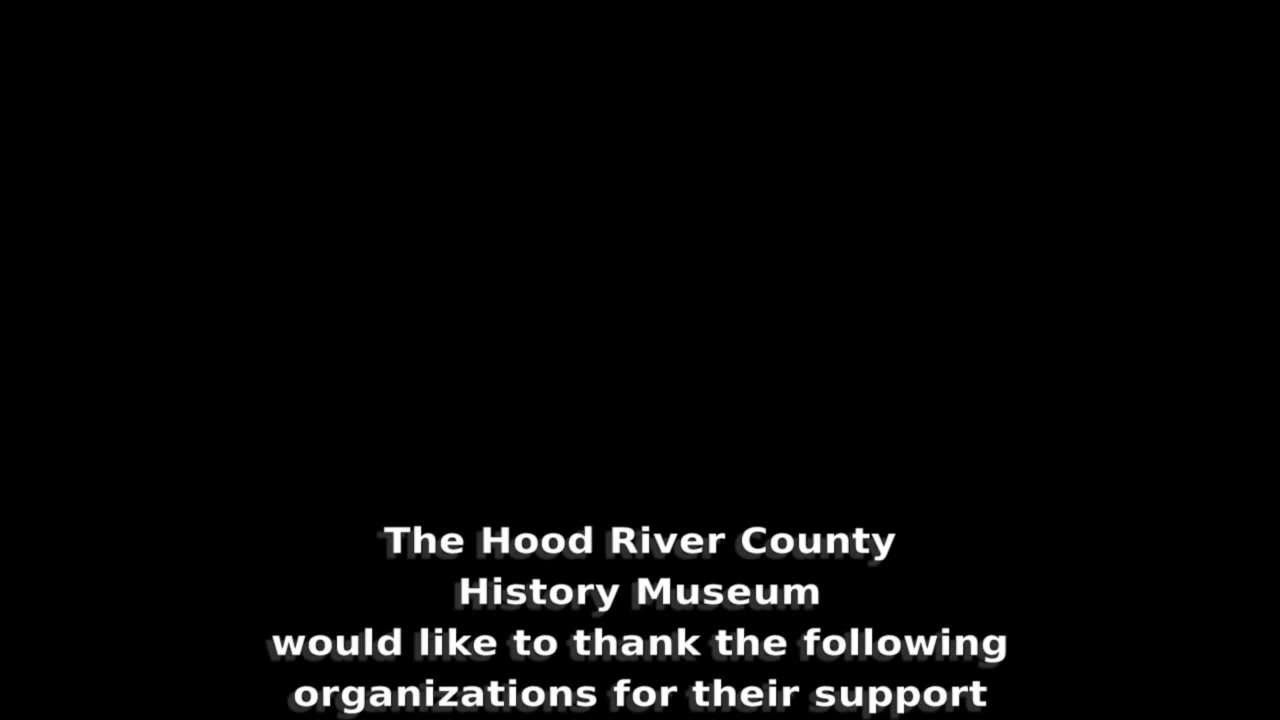 The Hood River County
History Museum
would like to thank the following
organizations for their support